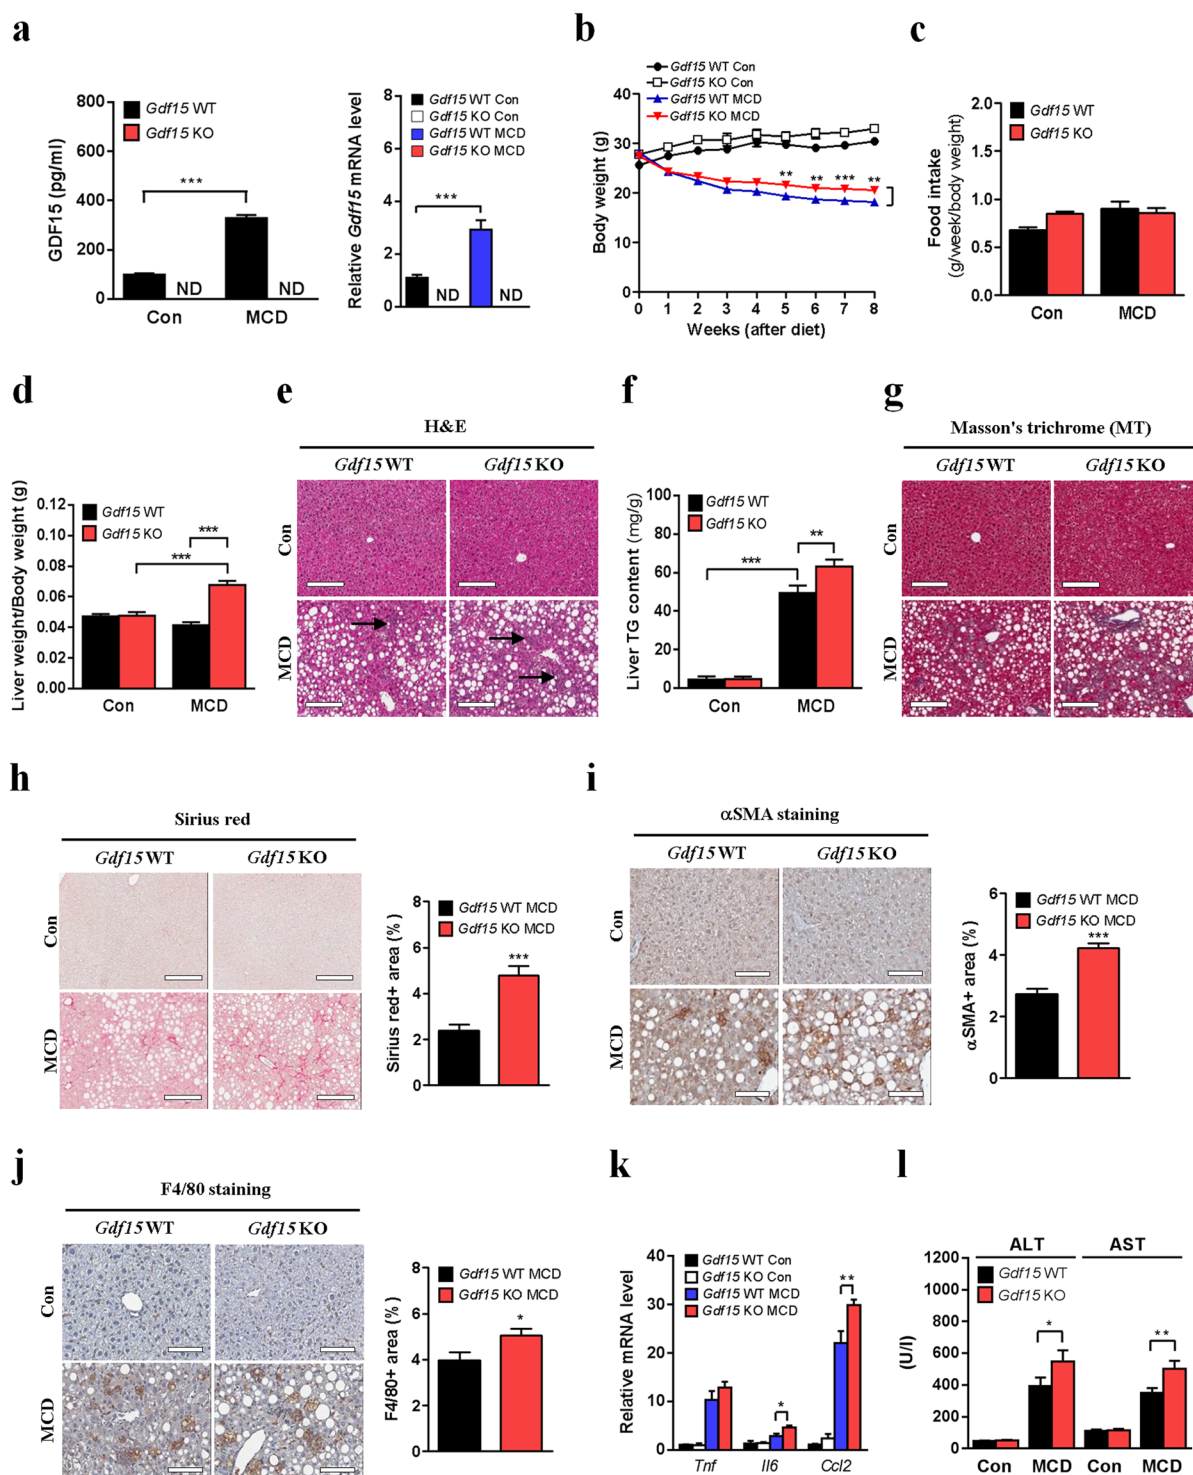 a
GDF15 (pg/ml)
800
600
400
200
0
Gdf15 WT
Gdf15 KO
***
ND
ND
Con
MCD
Relative Gdf15 mRNA level
8
6
4
2
0
Gdf15 WT Con
Gdf15 KO Con
Gdf15 WT MCD
Gdf15 KO MCD
***
ND
ND
b
Gdf15 WT Con
Gdf15 KO Con
Gdf15 WT MCD
Gdf15 KO MCD
Body weight (g)
40
30
20
10
0
** ** *** **
0 1 2 3 4 5 6 7 8
Weeks (after diet)
c
Food intake
(g/week/body weight)
2.0
1.5
1.0
0.5
0.0
Gdf15 WT
Gdf15 KO
Con
MCD
d
Liver weight/Body weight (g)
0.12
0.10
0.08
0.06
0.04
0.02
0.00
Gdf15 WT
Gdf15 KO
***
***
Con
MCD
e
H&E
Gdf15 WT
Gdf15 KO
Con
MCD
f
Liver TG content (mg/g)
100
80
60
40
20
0
Gdf15 WT
Gdf15 KO
**
***
Con
MCD
g
Masson's trichrome (MT)
Gdf15 WT
Gdf15 KO
Con
MCD
h
Sirius red
Gdf15 WT
Gdf15 KO
Con
MCD
Sirius red+ area (%)
8
6
4
2
0
Gdf15 WT MCD
Gdf15 KO MCD
***
i
αSMA staining
Gdf15 WT
Gdf15 KO
Con
MCD
αSMA+ area (%)
6
4
2
0
Gdf15 WT MCD
Gdf15 KO MCD
***
j
F4/80 staining
Gdf15 WT
Gdf15 KO
Con
MCD
F4/80+ area (%)
8
6
4
2
0
Gdf15 WT MCD
Gdf15 KO MCD
*
k
Relative mRNA level
40
30
20
10
0
Gdf15 WT Con
Gdf15 KO Con
Gdf15 WT MCD
Gdf15 KO MCD
**
*
Tnf
Il6
Ccl2
l
ALT
AST
(U/l)
1200
1000
800
600
400
200
0
Gdf15 WT
Gdf15 KO
*
**
Con
MCD
Con
MCD